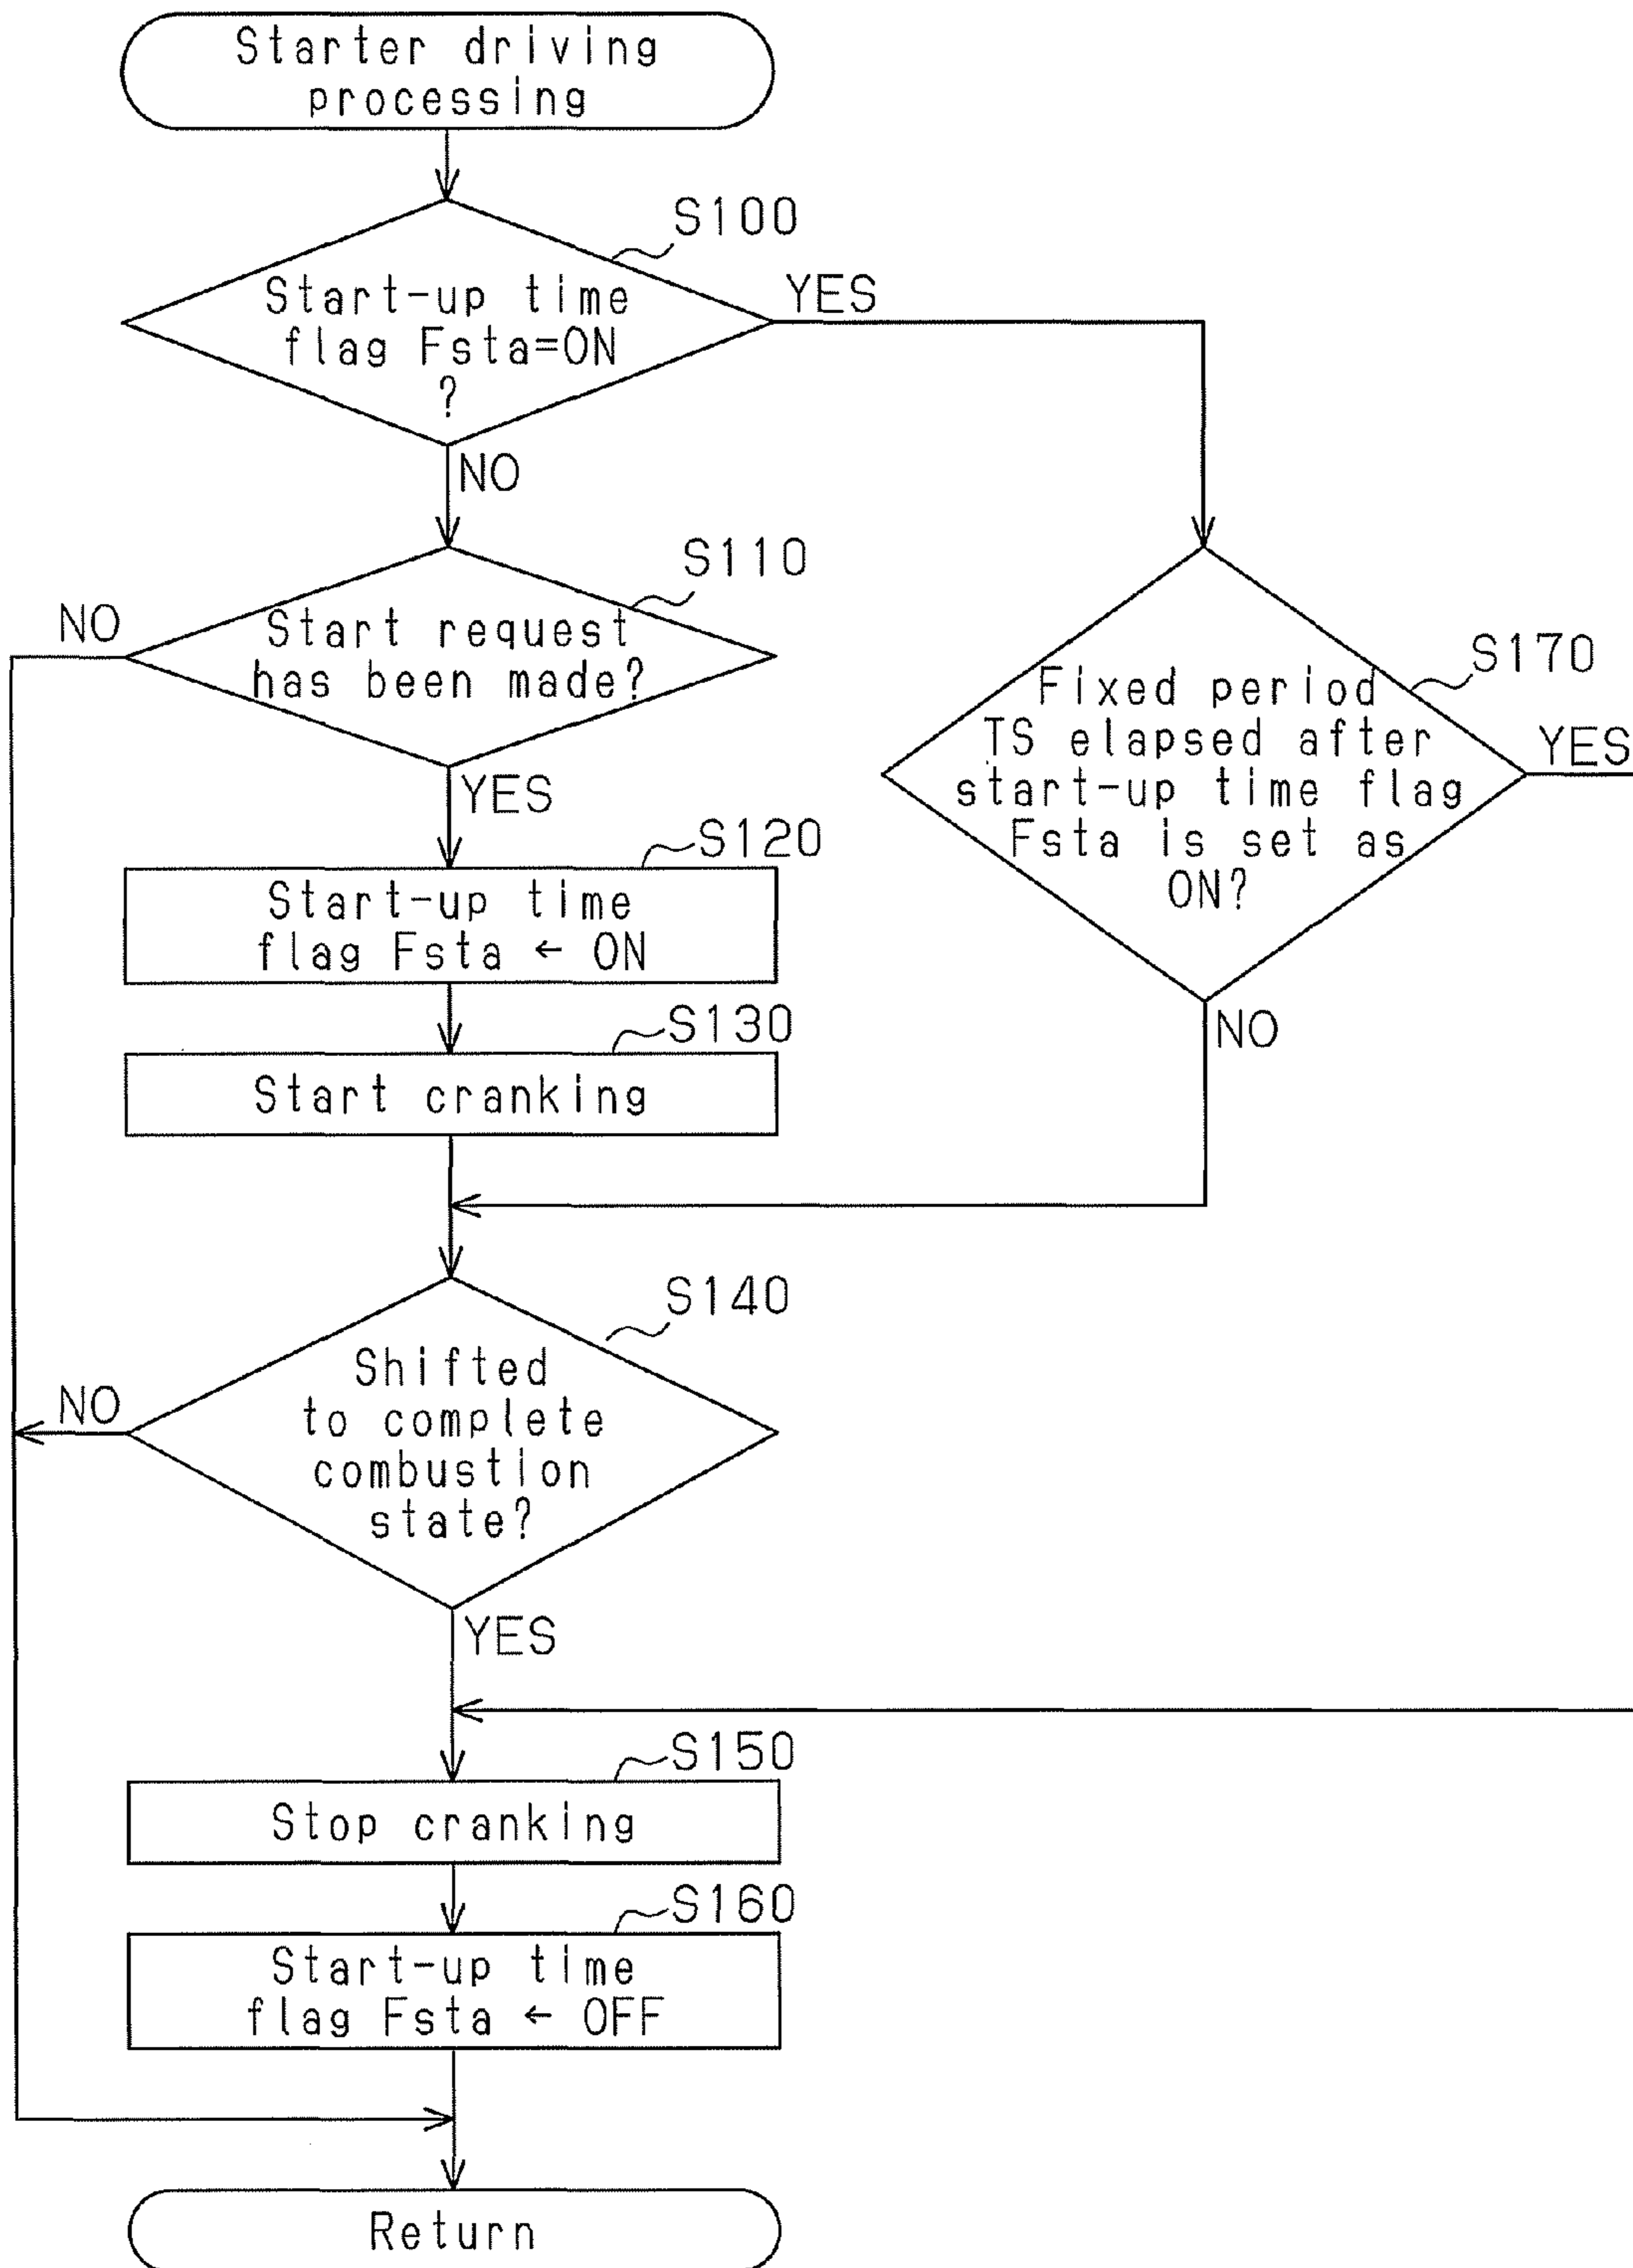 Starter driving
processing
S100
Start-up time
flag Fsta=ON
?
YES
NO
S110
NO
Start request
has been made?
YES
S170
Fixed period
TS elapsed after
start-up time flag
Fsta is set as
ON?
YES
NO
S120
Start-up time
flag Fsta ← ON
S130
Start cranking
S140
Shifted
to complete
combustion
state?
NO
YES
S150
Stop cranking
S160
Start-up time
flag Fsta ← OFF
Return